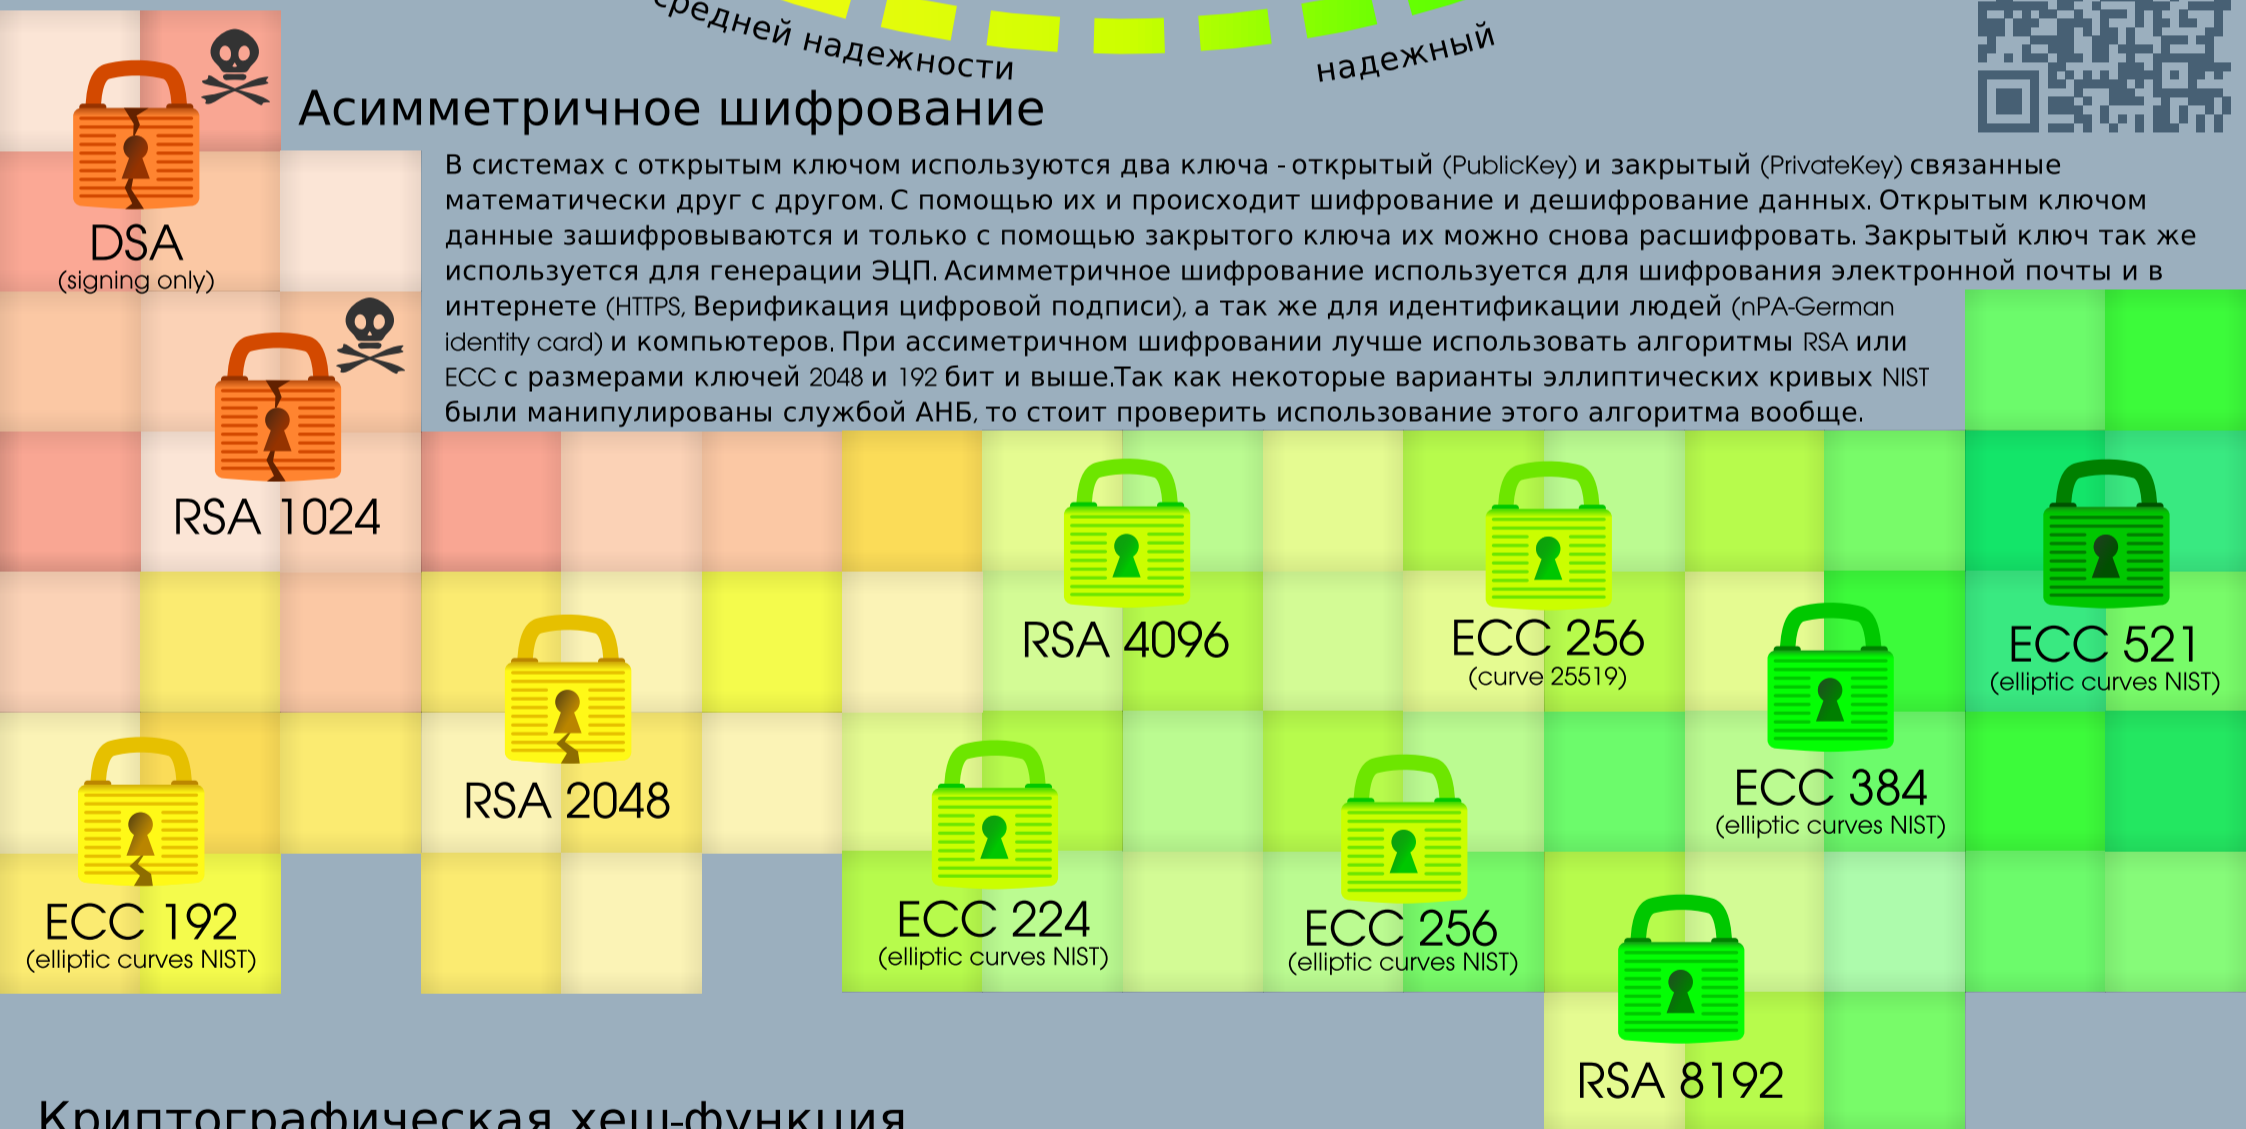 средней надежности
надежный
Асимметричное шифрование
В системах с открытым ключом используются два ключа - открытый (PublicKey) и закрытый (PrivateKey) связанные
математически друг с другом. С помощью их и происходит шифрование и дешифрование данных. Открытым ключом
данные зашифровываются и только с помощью закрытого ключа их можно снова расшифровать. Закрытый ключ так же
используется для генерации ЭЦП. Асимметричное шифрование используется для шифрования электронной почты и в
интернете (HTTPS, Верификация цифровой подписи), а так же для идентификации людей (nPA-German
identity card) и компьютеров. При ассиметричном шифровании лучше использовать алгоритмы RSA или
ECC с размерами ключей 2048 и 192 бит и выше.Так как некоторые варианты эллиптических кривых NIST
были манипулированы службой АНБ, то стоит проверить использование этого алгоритма вообще.
DSA
(signing only)
RSA 1024
RSA 4096
ECC 256
(curve 25519)
ECC 521
(elliptic curves NIST)
RSA 2048
ECC 384
(elliptic curves NIST)
ECC 192
(elliptic curves NIST)
ECC 224
(elliptic curves NIST)
ECC 256
(elliptic curves NIST)
RSA 8192
Криптографическая хеш-функция